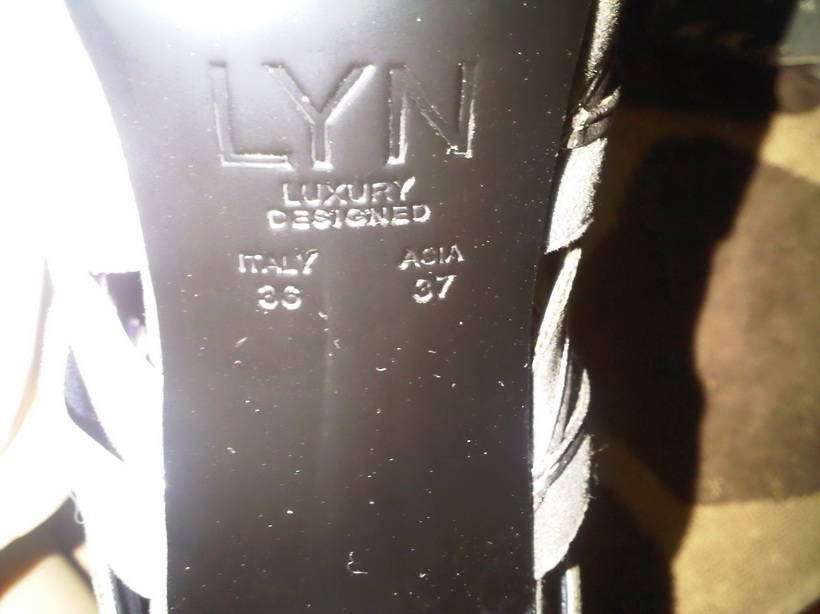 LYN
LUXURY
DESIGNED
ITALY ASIA
36 37